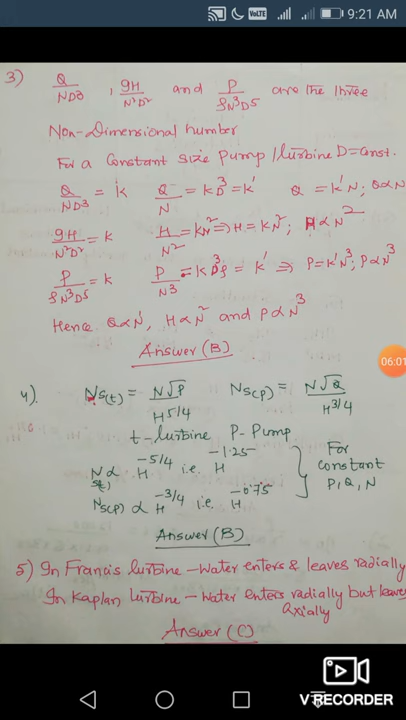 9:21 AM
3) Q/ND³ , gH/N²D² and P/ρN³D⁵ are the three
Non-Dimensional number
For a constant size pump/turbine D=const.
Q/ND³ = k Q/N = kD³ = k' Q = k'N; Q∝N
gH/N²D² = k H/N² = kN² ⇒ H = kN²; H∝N²
P/ρN³D⁵ = k P/N³ = kD⁵ρ = k' ⇒ P=k'N³; P∝N³
Hence Q∝N', H∝N² and P∝N³
Answer (B)
06:01
4). Ns(t) = N√P/H^5/4 Ns(p) = N√Q/H^3/4
t-turbine P-Pump
Ns(t) ∝ H^-5/4 i.e. H^-1.25
For constant P, Q, N
Ns(p) ∝ H^-3/4 i.e. H^-0.75
Answer (B)
5) In Francis turbine - Water enters & leaves radially
In Kaplan turbine - Water enters radially but leaves axially
Answer (C)
V RECORDER